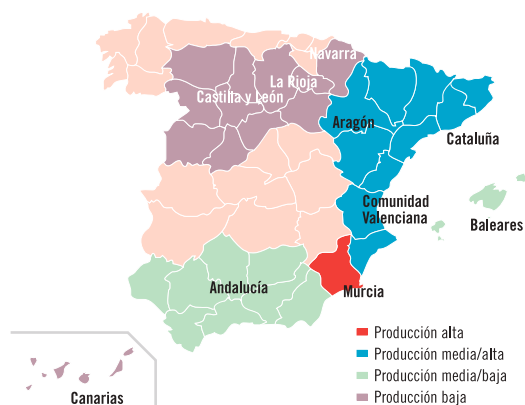 Navarra
La Rioja
Castilla y León
Aragón
Cataluña
Comunidad
Valenciana
Baleares
Andalucía
Murcia
Canarias
Producción alta
Producción media/alta
Producción media/baja
Producción baja